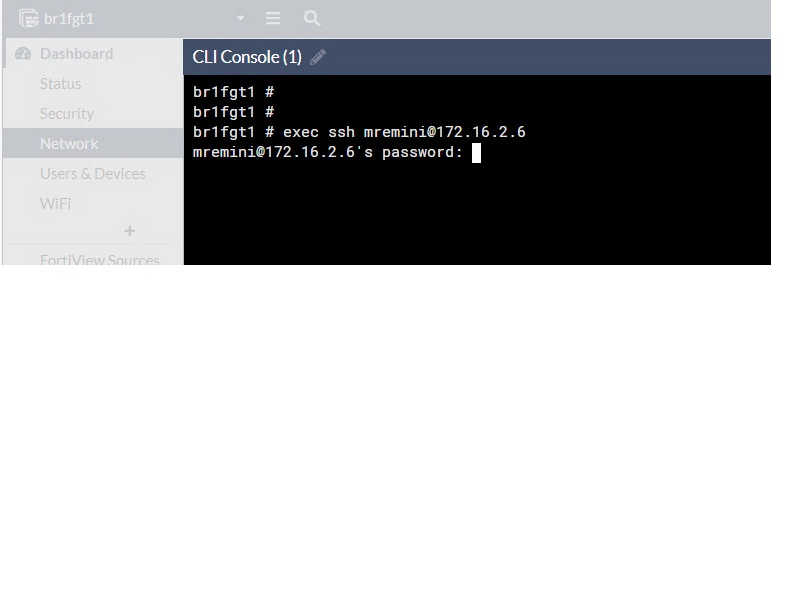 br1fgt1
Dashboard
Status
Security
Network
Users & Devices
WiFi
+
FortiView Sources
CLI Console (1)
br1fgt1 #
br1fgt1 #
br1fgt1 # exec ssh mremini@172.16.2.6
mremini@172.16.2.6's password: